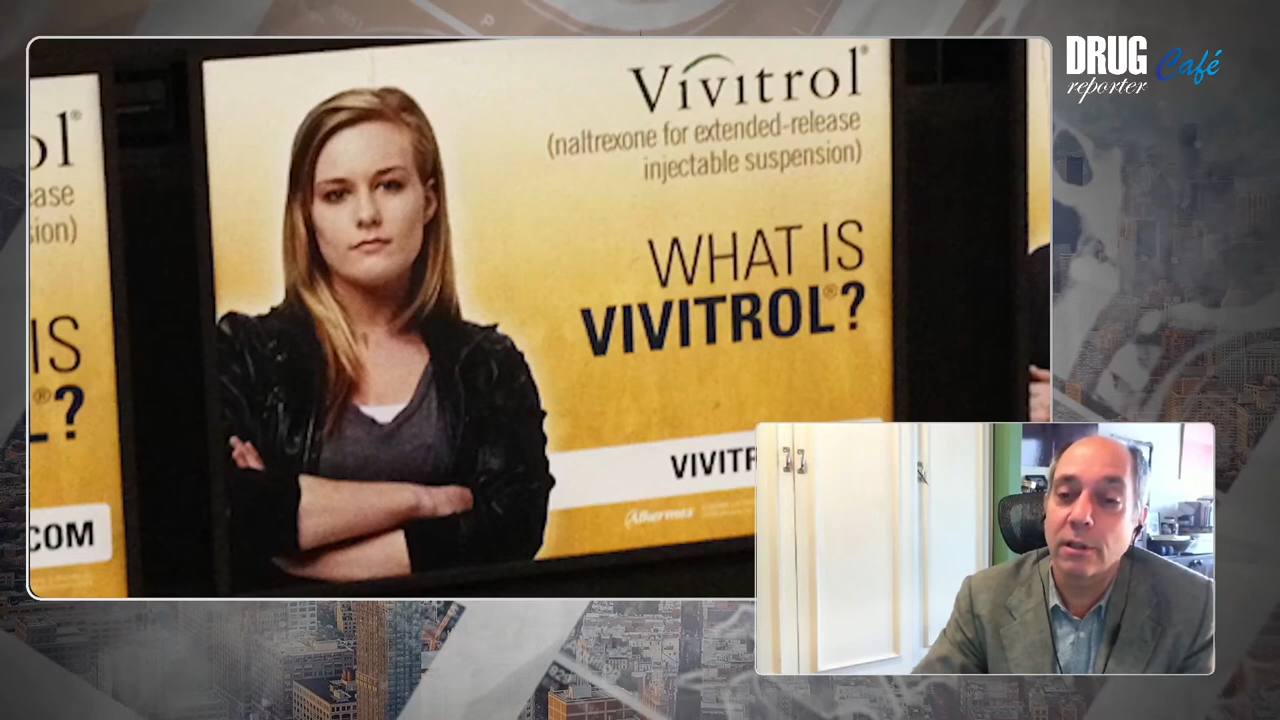 DRUG
Café
reporter
Vivitrol®
(naltrexone for extended-release
injectable suspension)
WHAT IS
VIVITROL®?
VIVITR
Alkermes
ol®
ease
sion)
IS
L®?
COM